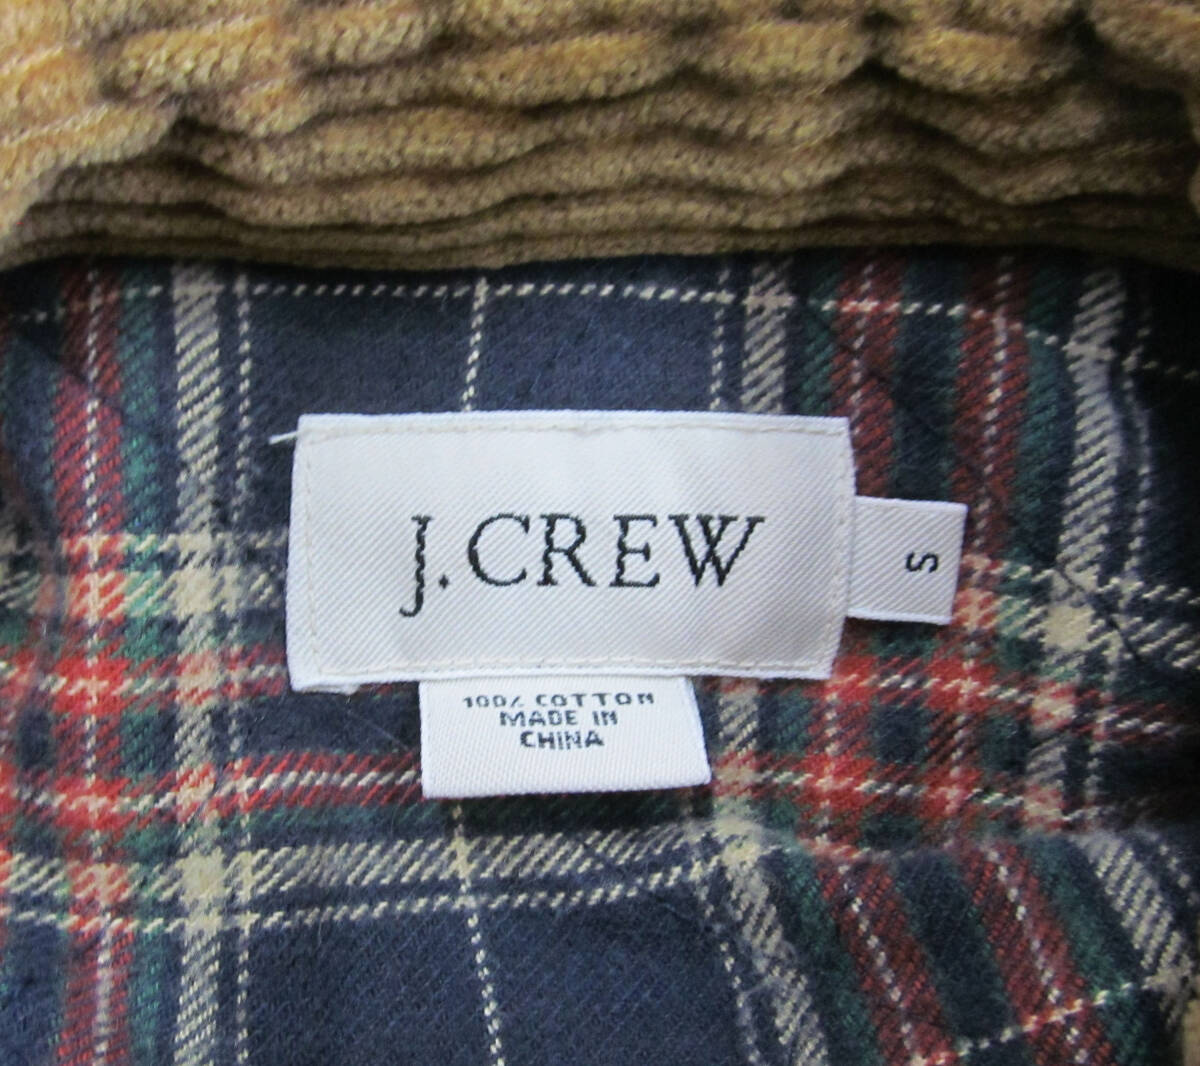 J.CREW
S
100% COTTON
MADE IN
CHINA